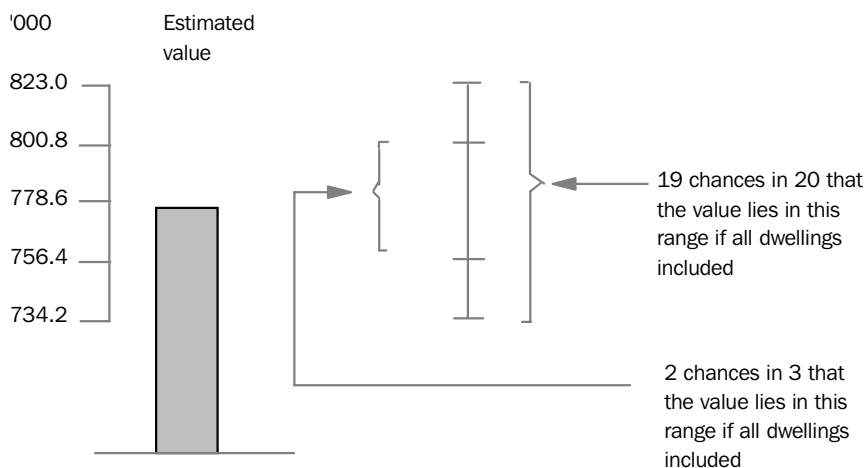 '000
Estimated
value
823.0
800.8
778.6
756.4
734.2
19 chances in 20 that
the value lies in this
range if all dwellings
included
2 chances in 3 that
the value lies in this
range if all dwellings
included